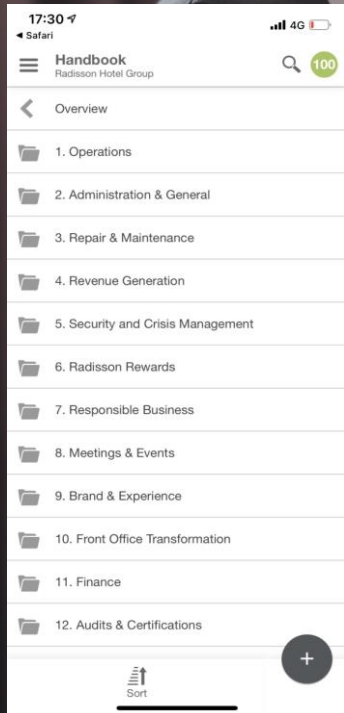 17:30
4G
Safari
Handbook
Radisson Hotel Group
100
Overview
1. Operations
2. Administration & General
3. Repair & Maintenance
4. Revenue Generation
5. Security and Crisis Management
6. Radisson Rewards
7. Responsible Business
8. Meetings & Events
9. Brand & Experience
10. Front Office Transformation
11. Finance
12. Audits & Certifications
Sort